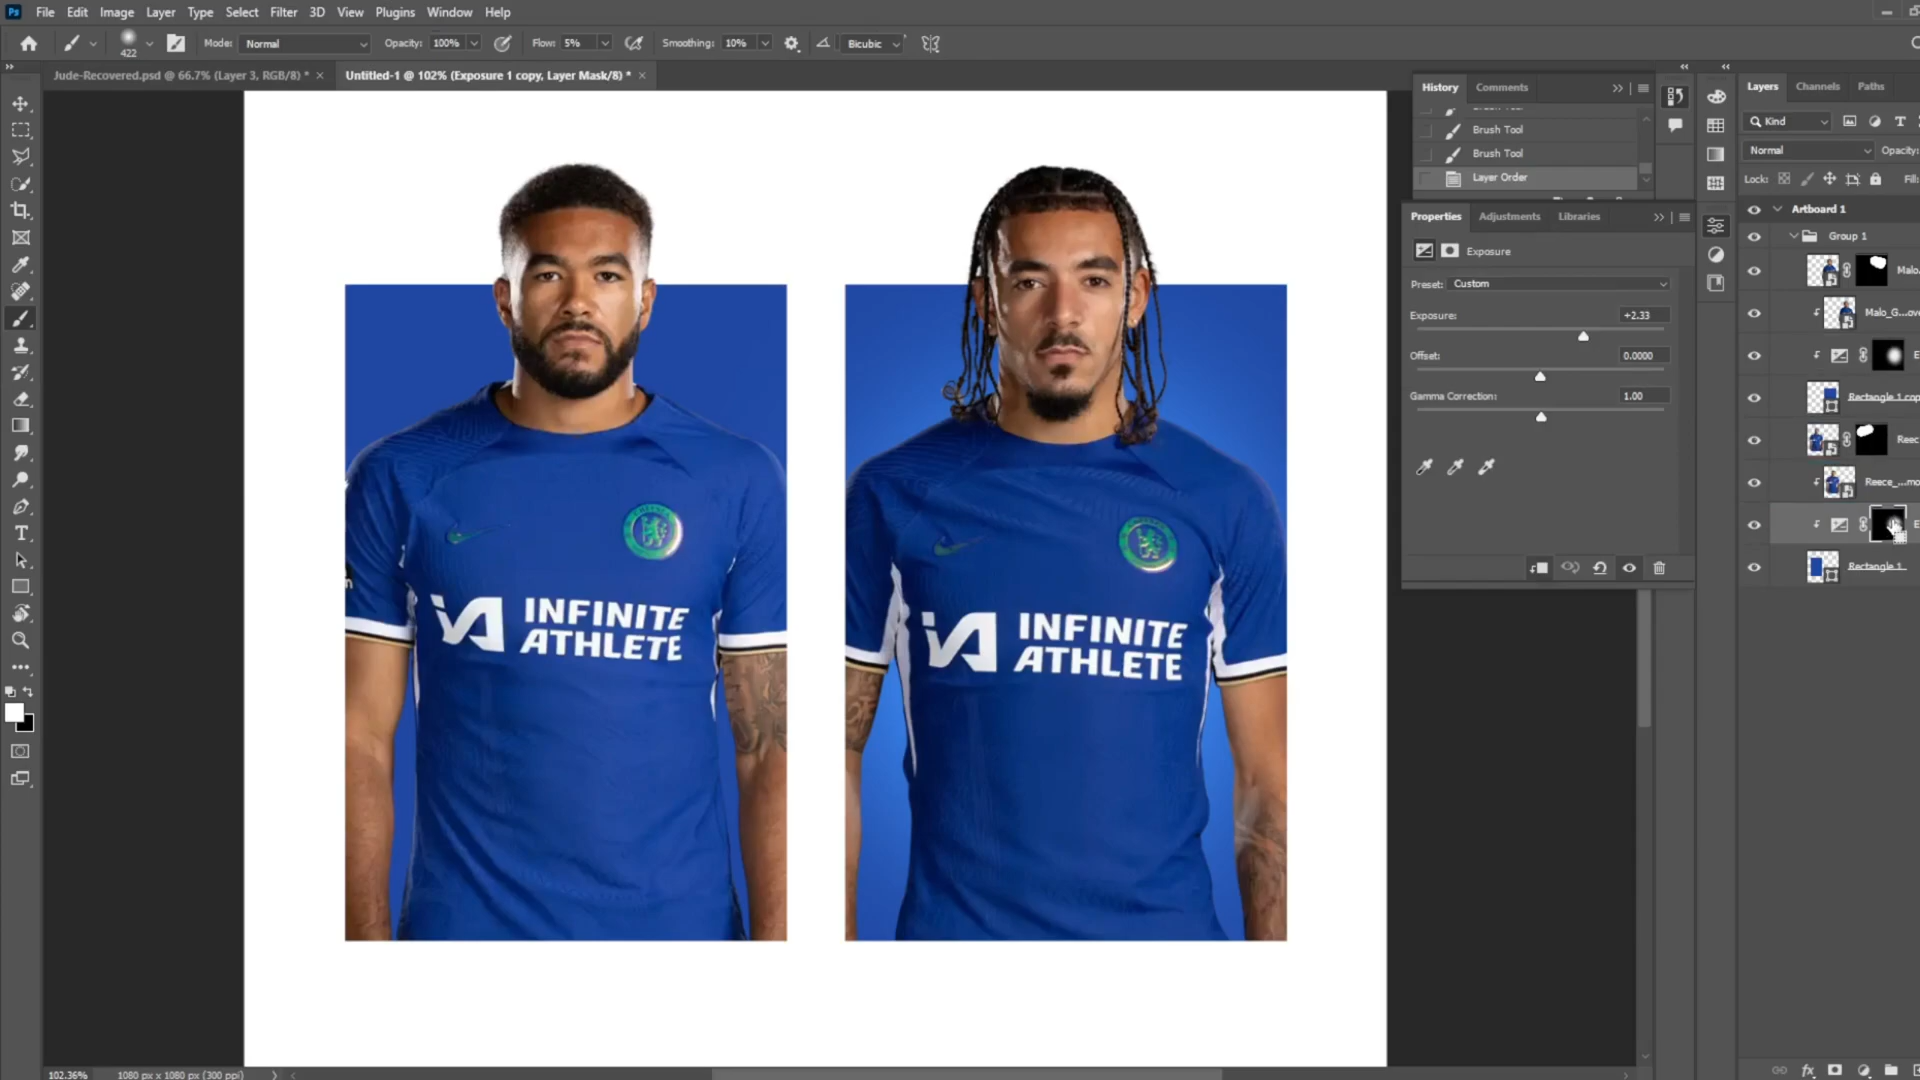 Ps File Edit Image Layer Type Select Filter 3D View Plugins Window Help
422 Mode: Normal Opacity: 100% Flow: 5% Smoothing: 10% Bicubic
Jude-Recovered.psd @ 66.7% (Layer 3, RGB/8) * × Untitled-1 @ 102% (Exposure 1 copy, Layer Mask/8) * ×
History Comments
Brush Tool
Brush Tool
Brush Tool
Layer Order
Properties Adjustments Libraries
Exposure
Preset: Custom
Exposure: +2.33
Offset: 0.0000
Gamma Correction: 1.00
Layers Channels Paths
Kind
Normal Opacity:
Lock: Fill:
Artboard 1
Group 1
Malo
Malo_G...ove
E
Rectangle 1 cop
Reec
Reece_...mo
E
Rectangle 1
INFINITE
ATHLETE
INFINITE
ATHLETE
102.36% 1080 px x 1080 px (300 ppi)